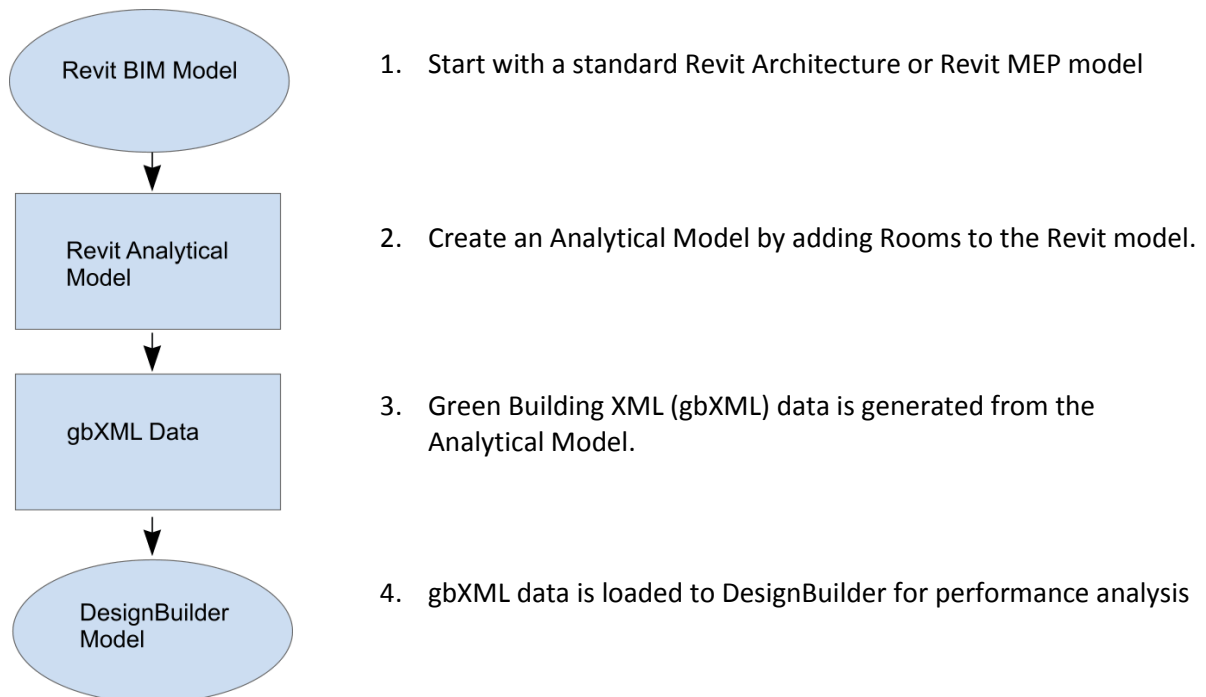 Revit BIM Model
1. Start with a standard Revit Architecture or Revit MEP model
Revit Analytical
Model
2. Create an Analytical Model by adding Rooms to the Revit model.
gbXML Data
3. Green Building XML (gbXML) data is generated from the
Analytical Model.
DesignBuilder
Model
4. gbXML data is loaded to DesignBuilder for performance analysis